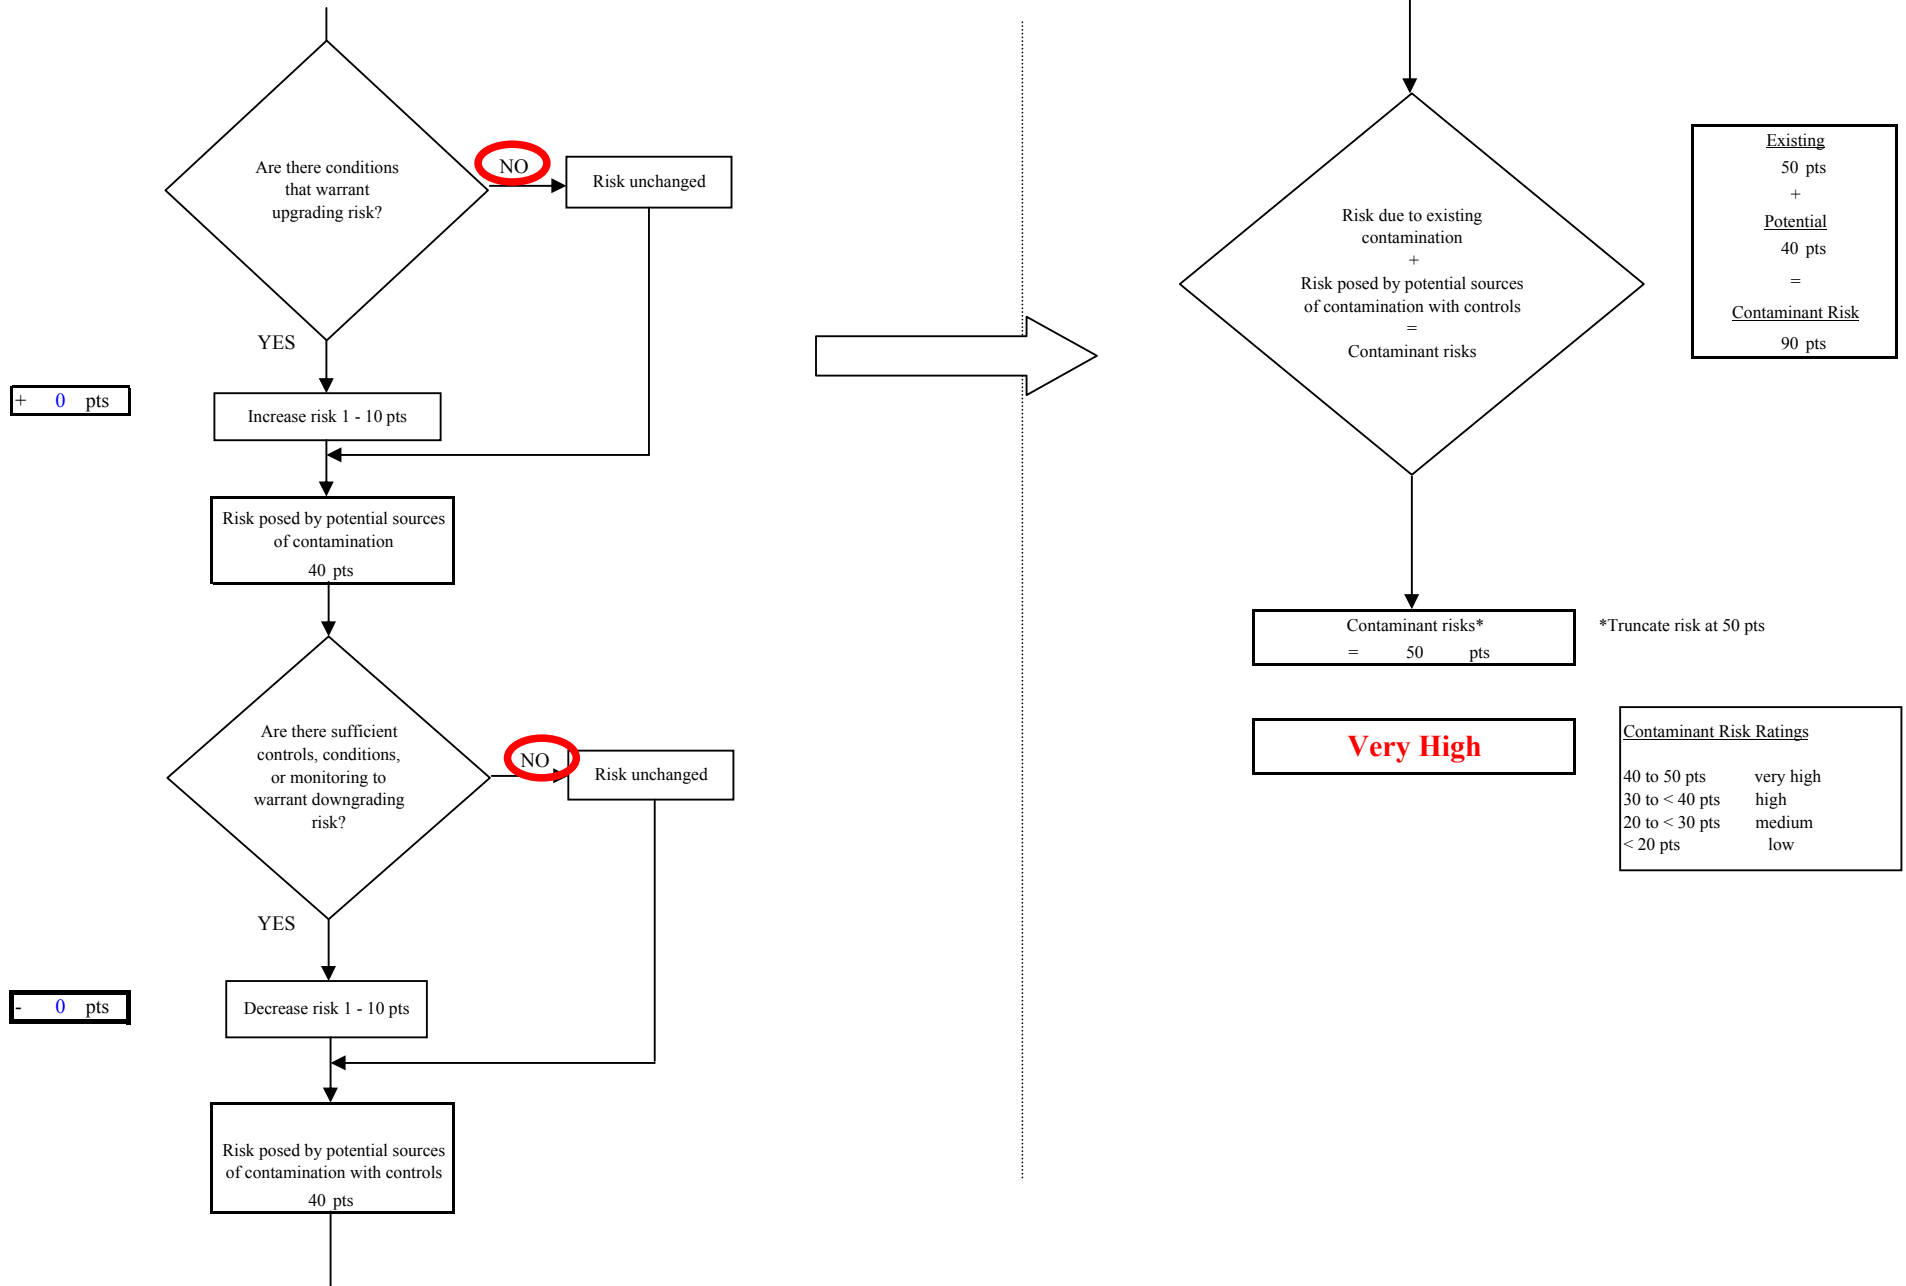 Are there conditions
that warrant
upgrading risk?
NO
Risk unchanged
YES
+ 0 pts
Increase risk 1 - 10 pts
Risk posed by potential sources
of contamination
40 pts
Are there sufficient
controls, conditions,
or monitoring to
warrant downgrading
risk?
NO
Risk unchanged
YES
- 0 pts
Decrease risk 1 - 10 pts
Risk posed by potential sources
of contamination with controls
40 pts
Risk due to existing
contamination
+
Risk posed by potential sources
of contamination with controls
=
Contaminant risks
Existing
50 pts
+
Potential
40 pts
=
Contaminant Risk
90 pts
Contaminant risks*
= 50 pts
*Truncate risk at 50 pts
Very High
Contaminant Risk Ratings
40 to 50 pts very high
30 to < 40 pts high
20 to < 30 pts medium
< 20 pts low